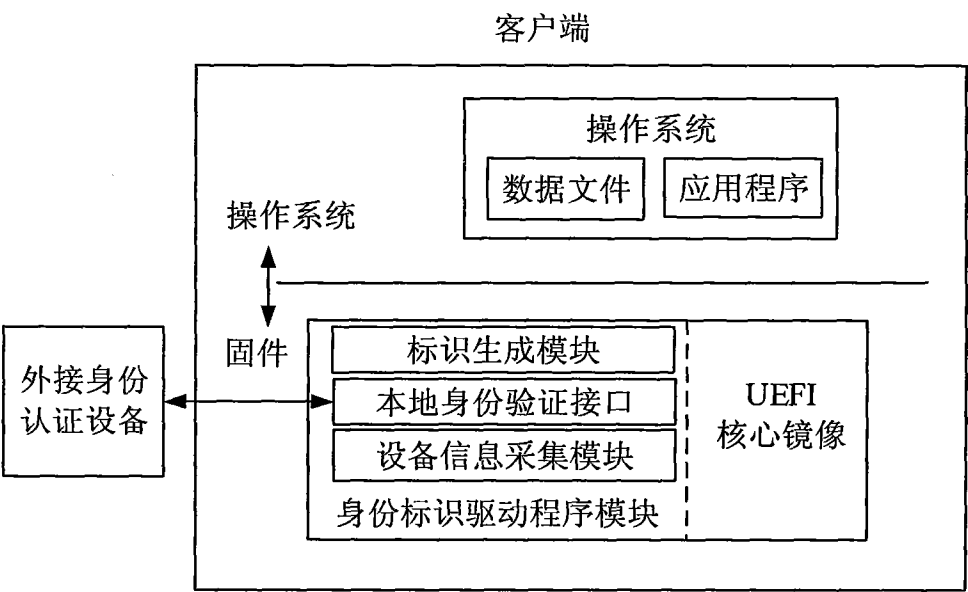 客户端
操作系统
数据文件
应用程序
操作系统
固件
标识生成模块
本地身份验证接口
设备信息采集模块
身份标识驱动程序模块
UEFI
核心镜像
外接身份
认证设备